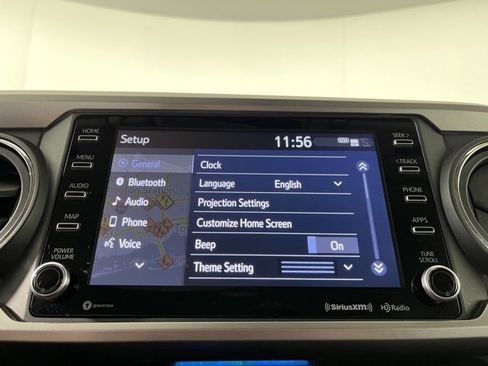 HOME
MENU
AUDIO
MAP
POWER
VOLUME
Setup
11:56
General
Bluetooth
Audio
Phone
Voice
Clock
Language English
Projection Settings
Customize Home Screen
Beep On
Theme Setting
SEEK >
< TRACK
PHONE
APPS
TUNE
SCROLL
gracenote
((SiriusXM))
HD Radio